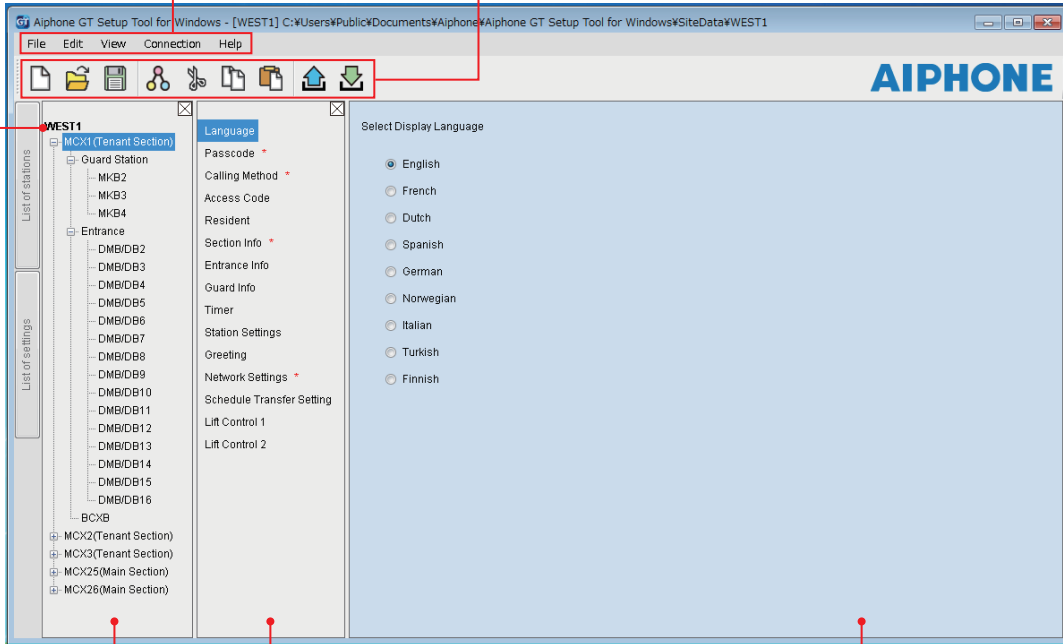 Aiphone GT Setup Tool for Windows - [WEST1] C:¥Users¥Public¥Documents¥Aiphone¥Aiphone GT Setup Tool for Windows¥SiteData¥WEST1
File Edit View Connection Help
AIPHONE
List of stations
List of settings
WEST1
MCX1(Tenant Section)
Guard Station
MKB2
MKB3
MKB4
Entrance
DMB/DB2
DMB/DB3
DMB/DB4
DMB/DB5
DMB/DB6
DMB/DB7
DMB/DB8
DMB/DB9
DMB/DB10
DMB/DB11
DMB/DB12
DMB/DB13
DMB/DB14
DMB/DB15
DMB/DB16
BCXB
MCX2(Tenant Section)
MCX3(Tenant Section)
MCX25(Main Section)
MCX26(Main Section)
Language
Passcode *
Calling Method *
Access Code
Resident
Section Info *
Entrance Info
Guard Info
Timer
Station Settings
Greeting
Network Settings *
Schedule Transfer Setting
Lift Control 1
Lift Control 2
Select Display Language
English
French
Dutch
Spanish
German
Norwegian
Italian
Turkish
Finnish